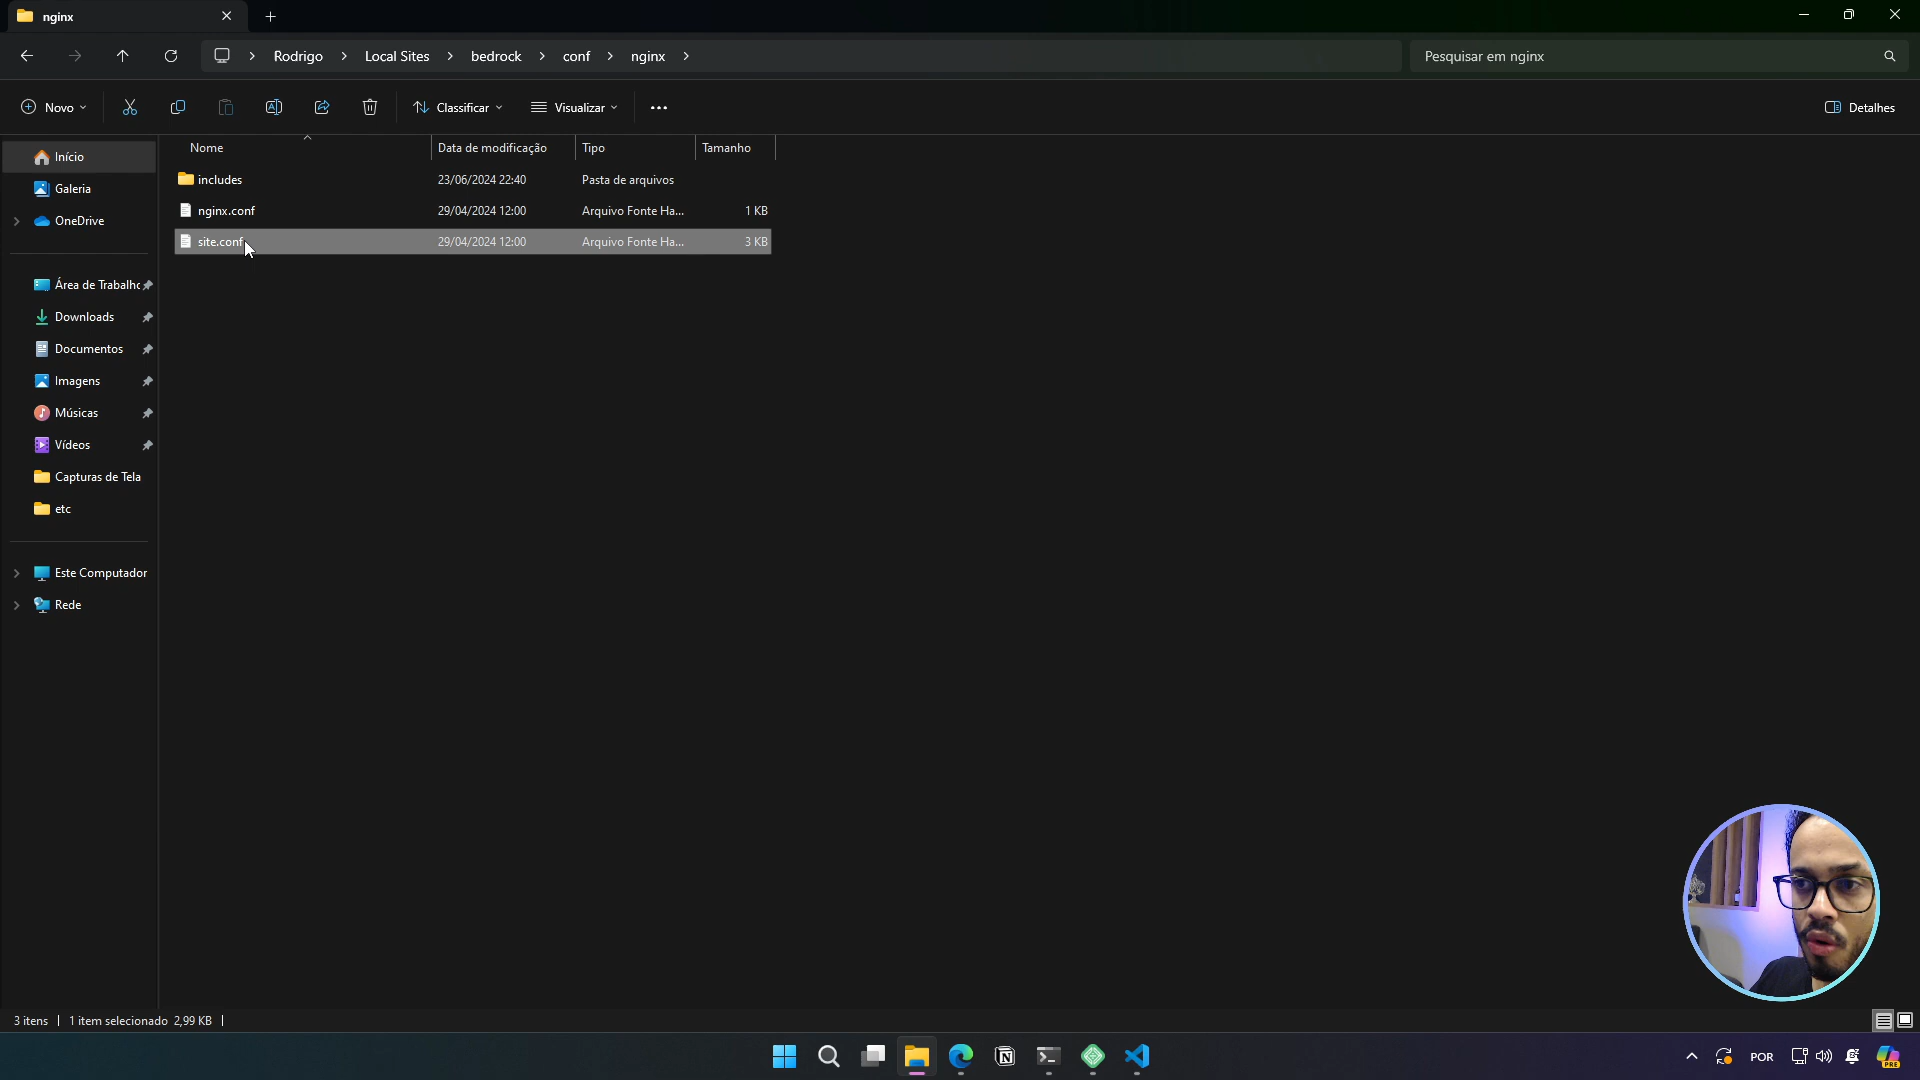 nginx
Rodrigo
Local Sites
bedrock
conf
nginx
Pesquisar em nginx
Novo
Classificar
Visualizar
Detalhes
Nome
Data de modificação
Tipo
Tamanho
includes
23/06/2024 22:40
Pasta de arquivos
nginx.conf
29/04/2024 12:00
Arquivo Fonte Ha...
1 KB
site.conf
29/04/2024 12:00
Arquivo Fonte Ha...
3 KB
Início
Galeria
OneDrive
Área de Trabalho
Downloads
Documentos
Imagens
Músicas
Vídeos
Capturas de Tela
etc
Este Computador
Rede
3 itens
1 item selecionado 2,99 KB
POR
PRE